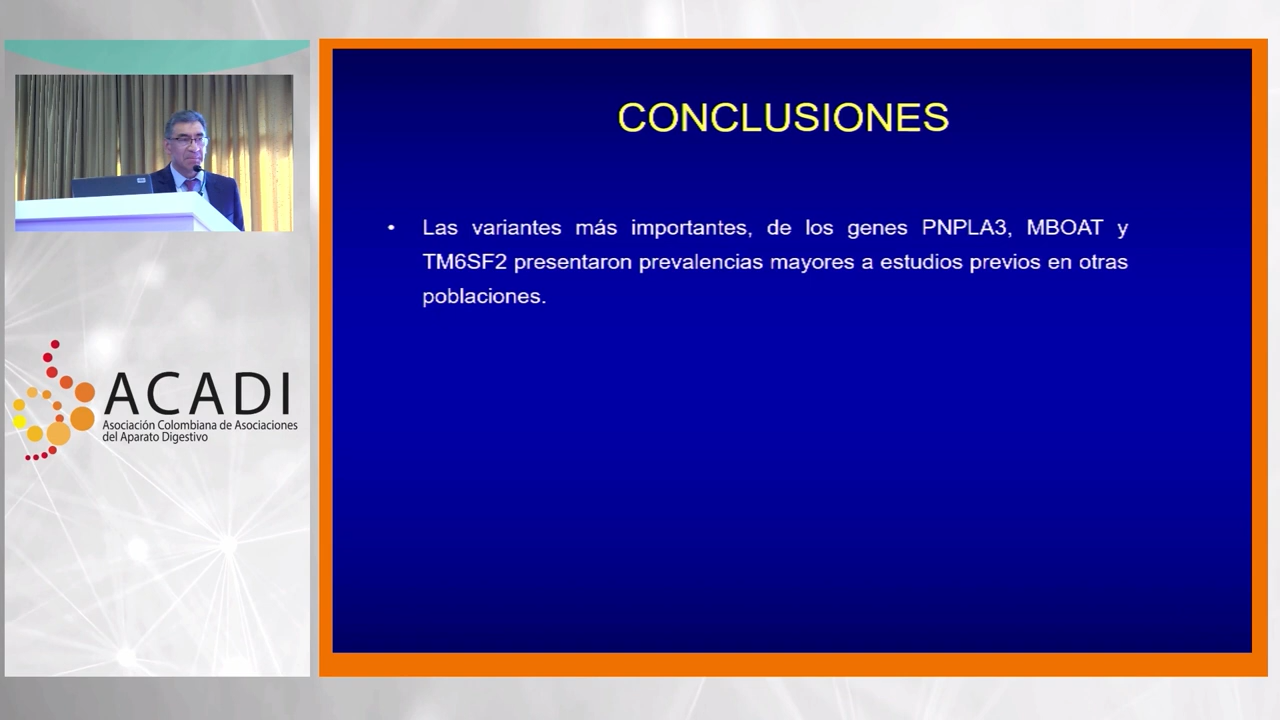 CONCLUSIONES
• Las variantes más importantes, de los genes PNPLA3, MBOAT y
TM6SF2 presentaron prevalencias mayores a estudios previos en otras
poblaciones.
ACADI
Asociación Colombiana de Asociaciones
del Aparato Digestivo